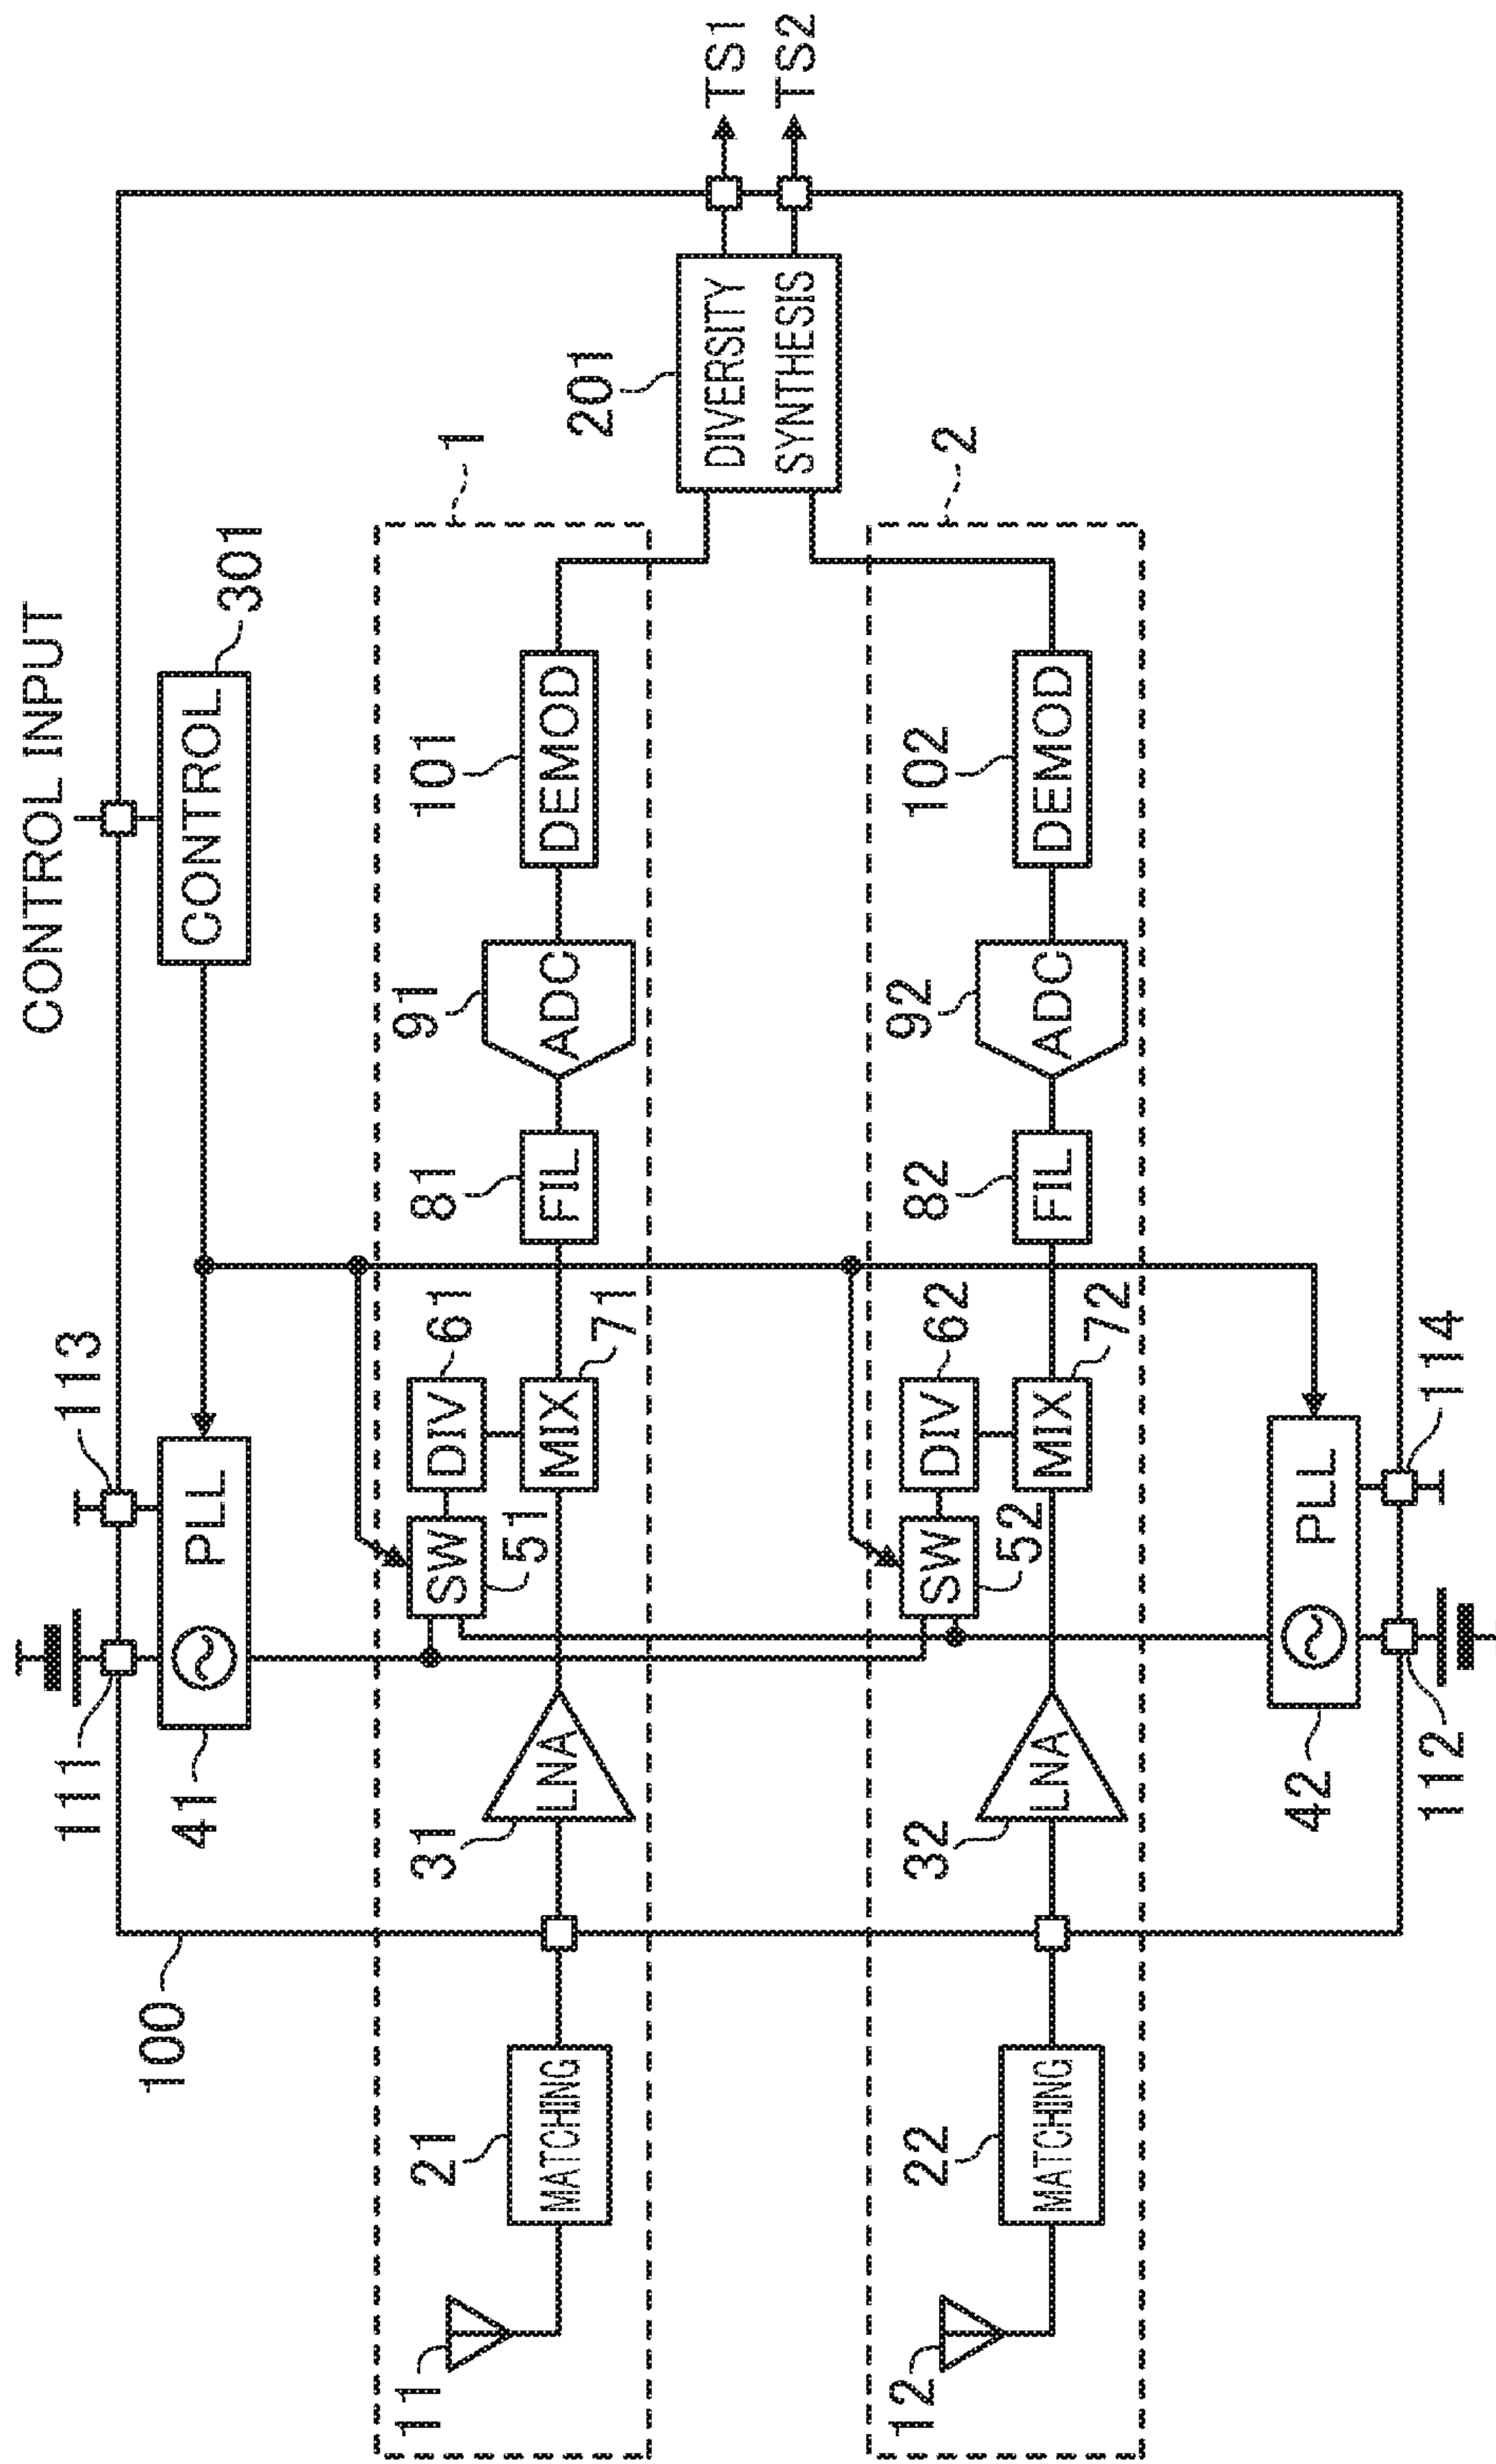 CONTROL INPUT
113
111
CONTROL
301
PLL
41
100
TS1
TS2
201
DIVERSITY
SYNTHESIS
1
11
21
MATCHING
31
LNA
SW
51
DIV
61
MIX
71
81
FIL
91
ADC
101
DEMOD
2
12
22
MATCHING
32
LNA
SW
52
DIV
62
MIX
72
82
FIL
92
ADC
102
DEMOD
PLL
42
112
114